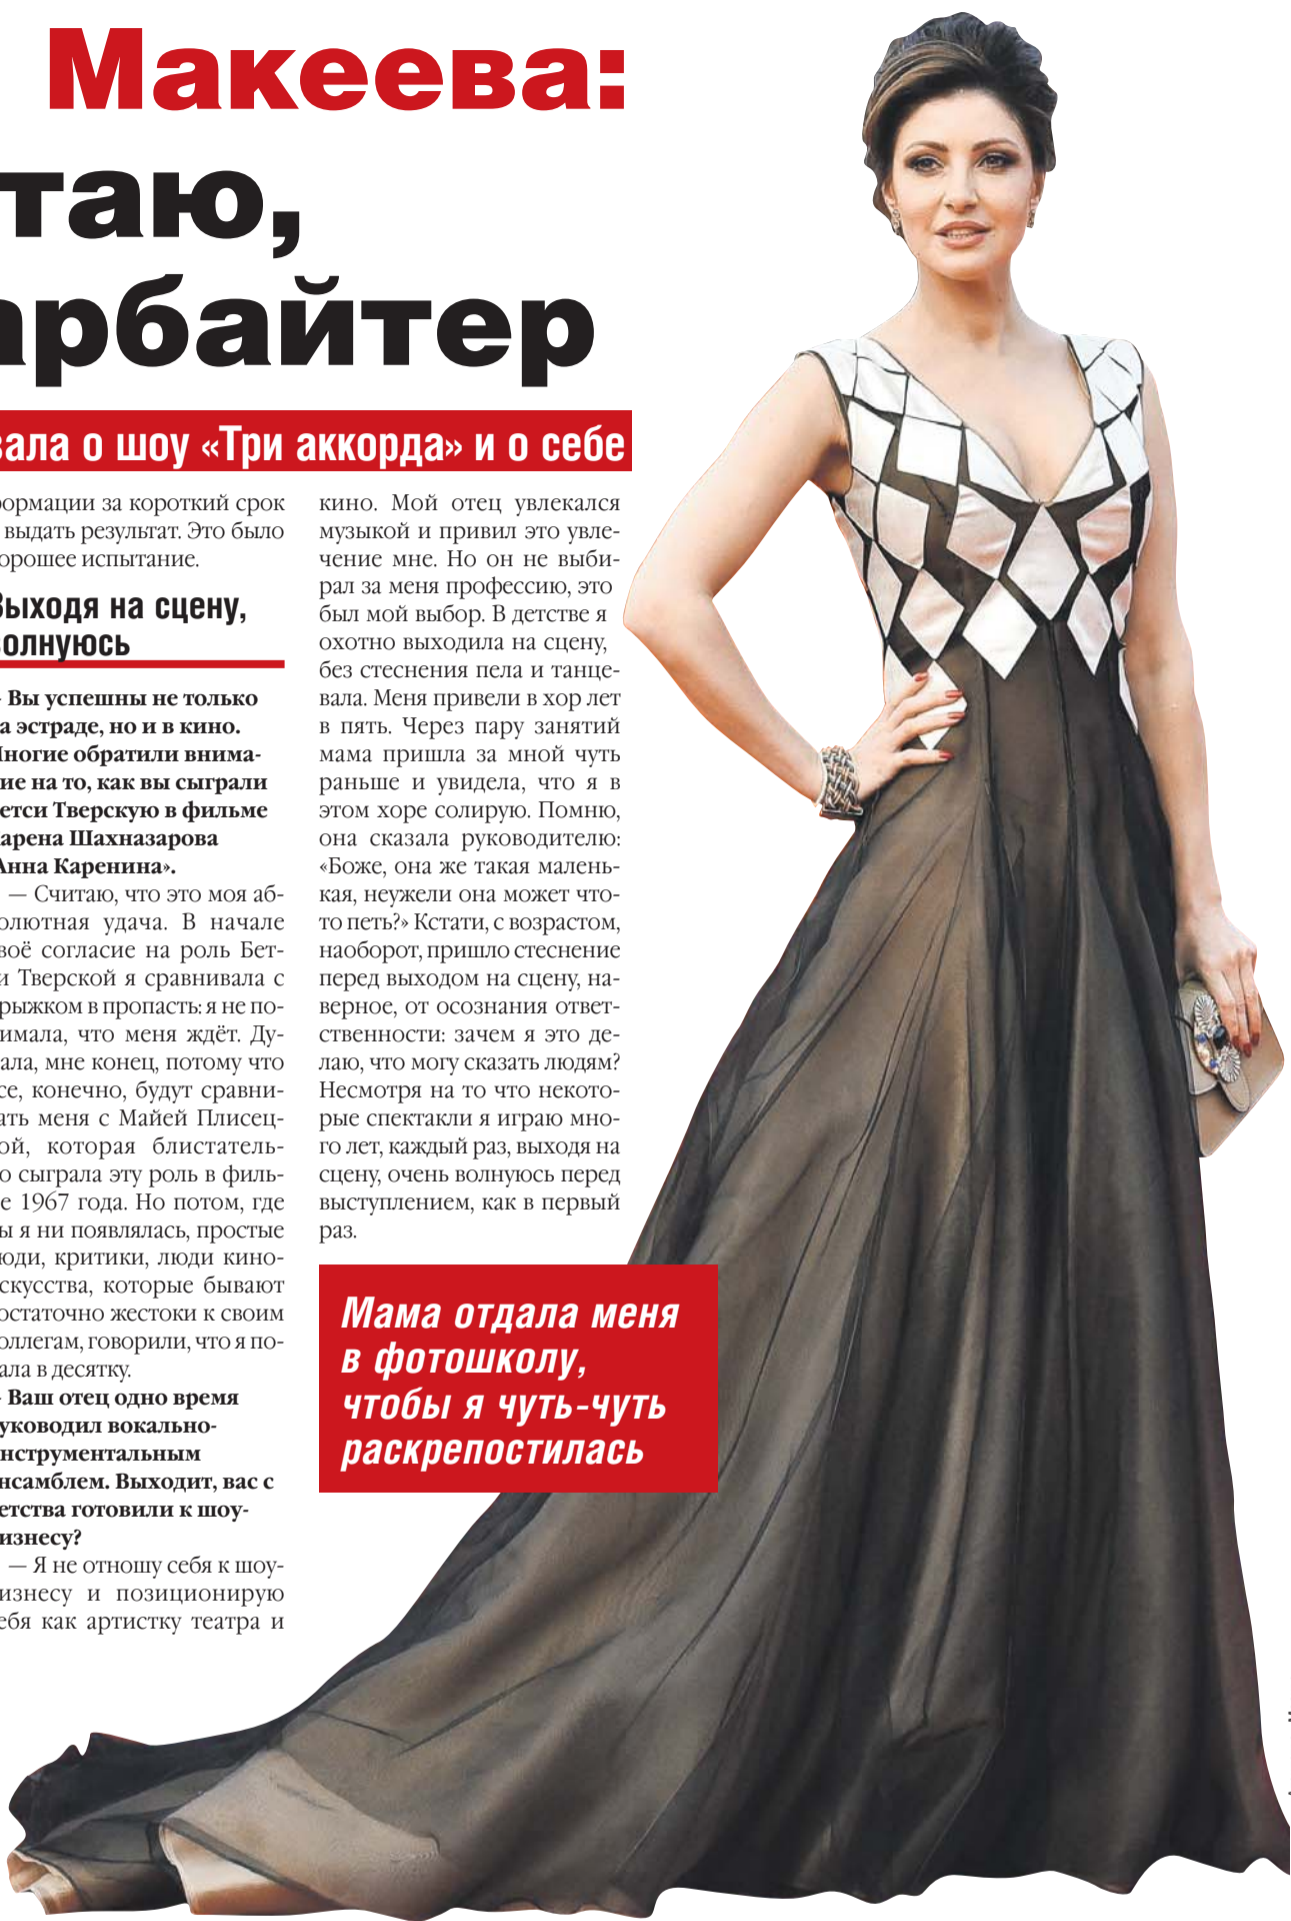 Макеева:
таю,
арбайтер
вала о шоу «Три аккорда» и о себе
ормации за короткий срок
выдать результат. Это было
орошее испытание.
Выходя на сцену,
волнуюсь
— Вы успешны не только
а эстраде, но и в кино.
Многие обратили внима-
ие на то, как вы сыграли
етси Тверскую в фильме
арена Шахназарова
Анна Каренина».
— Считаю, что это моя аб-
олютная удача. В начале
воё согласие на роль Бет-
и Тверской я сравнивала с
рыжком в пропасть: я не по-
имала, что меня ждёт. Ду-
ала, мне конец, потому что
се, конечно, будут сравни-
ать меня с Майей Плисец-
ой, которая блистатель-
о сыграла эту роль в филь-
е 1967 года. Но потом, где
ы я ни появлялась, простые
юди, критики, люди кино-
скусства, которые бывают
остаточно жестоки к своим
оллегам, говорили, что я по-
ала в десятку.
— Ваш отец одно время
уководил вокально-
нструментальным
нсамблем. Выходит, вас с
етства готовили к шоу-
изнесу?
— Я не отношу себя к шоу-
изнесу и позиционирую
ебя как артистку театра и
кино. Мой отец увлекался
музыкой и привил это увле-
чение мне. Но он не выби-
рал за меня профессию, это
был мой выбор. В детстве я
охотно выходила на сцену,
без стеснения пела и танце-
вала. Меня привели в хор лет
в пять. Через пару занятий
мама пришла за мной чуть
раньше и увидела, что я в
этом хоре солирую. Помню,
она сказала руководителю:
«Боже, она же такая малень-
кая, неужели она может что-
то петь?» Кстати, с возрастом,
наоборот, пришло стеснение
перед выходом на сцену, на-
верное, от осознания ответ-
ственности: зачем я это де-
лаю, что могу сказать людям?
Несмотря на то что некото-
рые спектакли я играю мно-
го лет, каждый раз, выходя на
сцену, очень волнуюсь перед
выступлением, как в первый
раз.
Мама отдала меня
в фотошколу,
чтобы я чуть-чуть
раскрепостилась